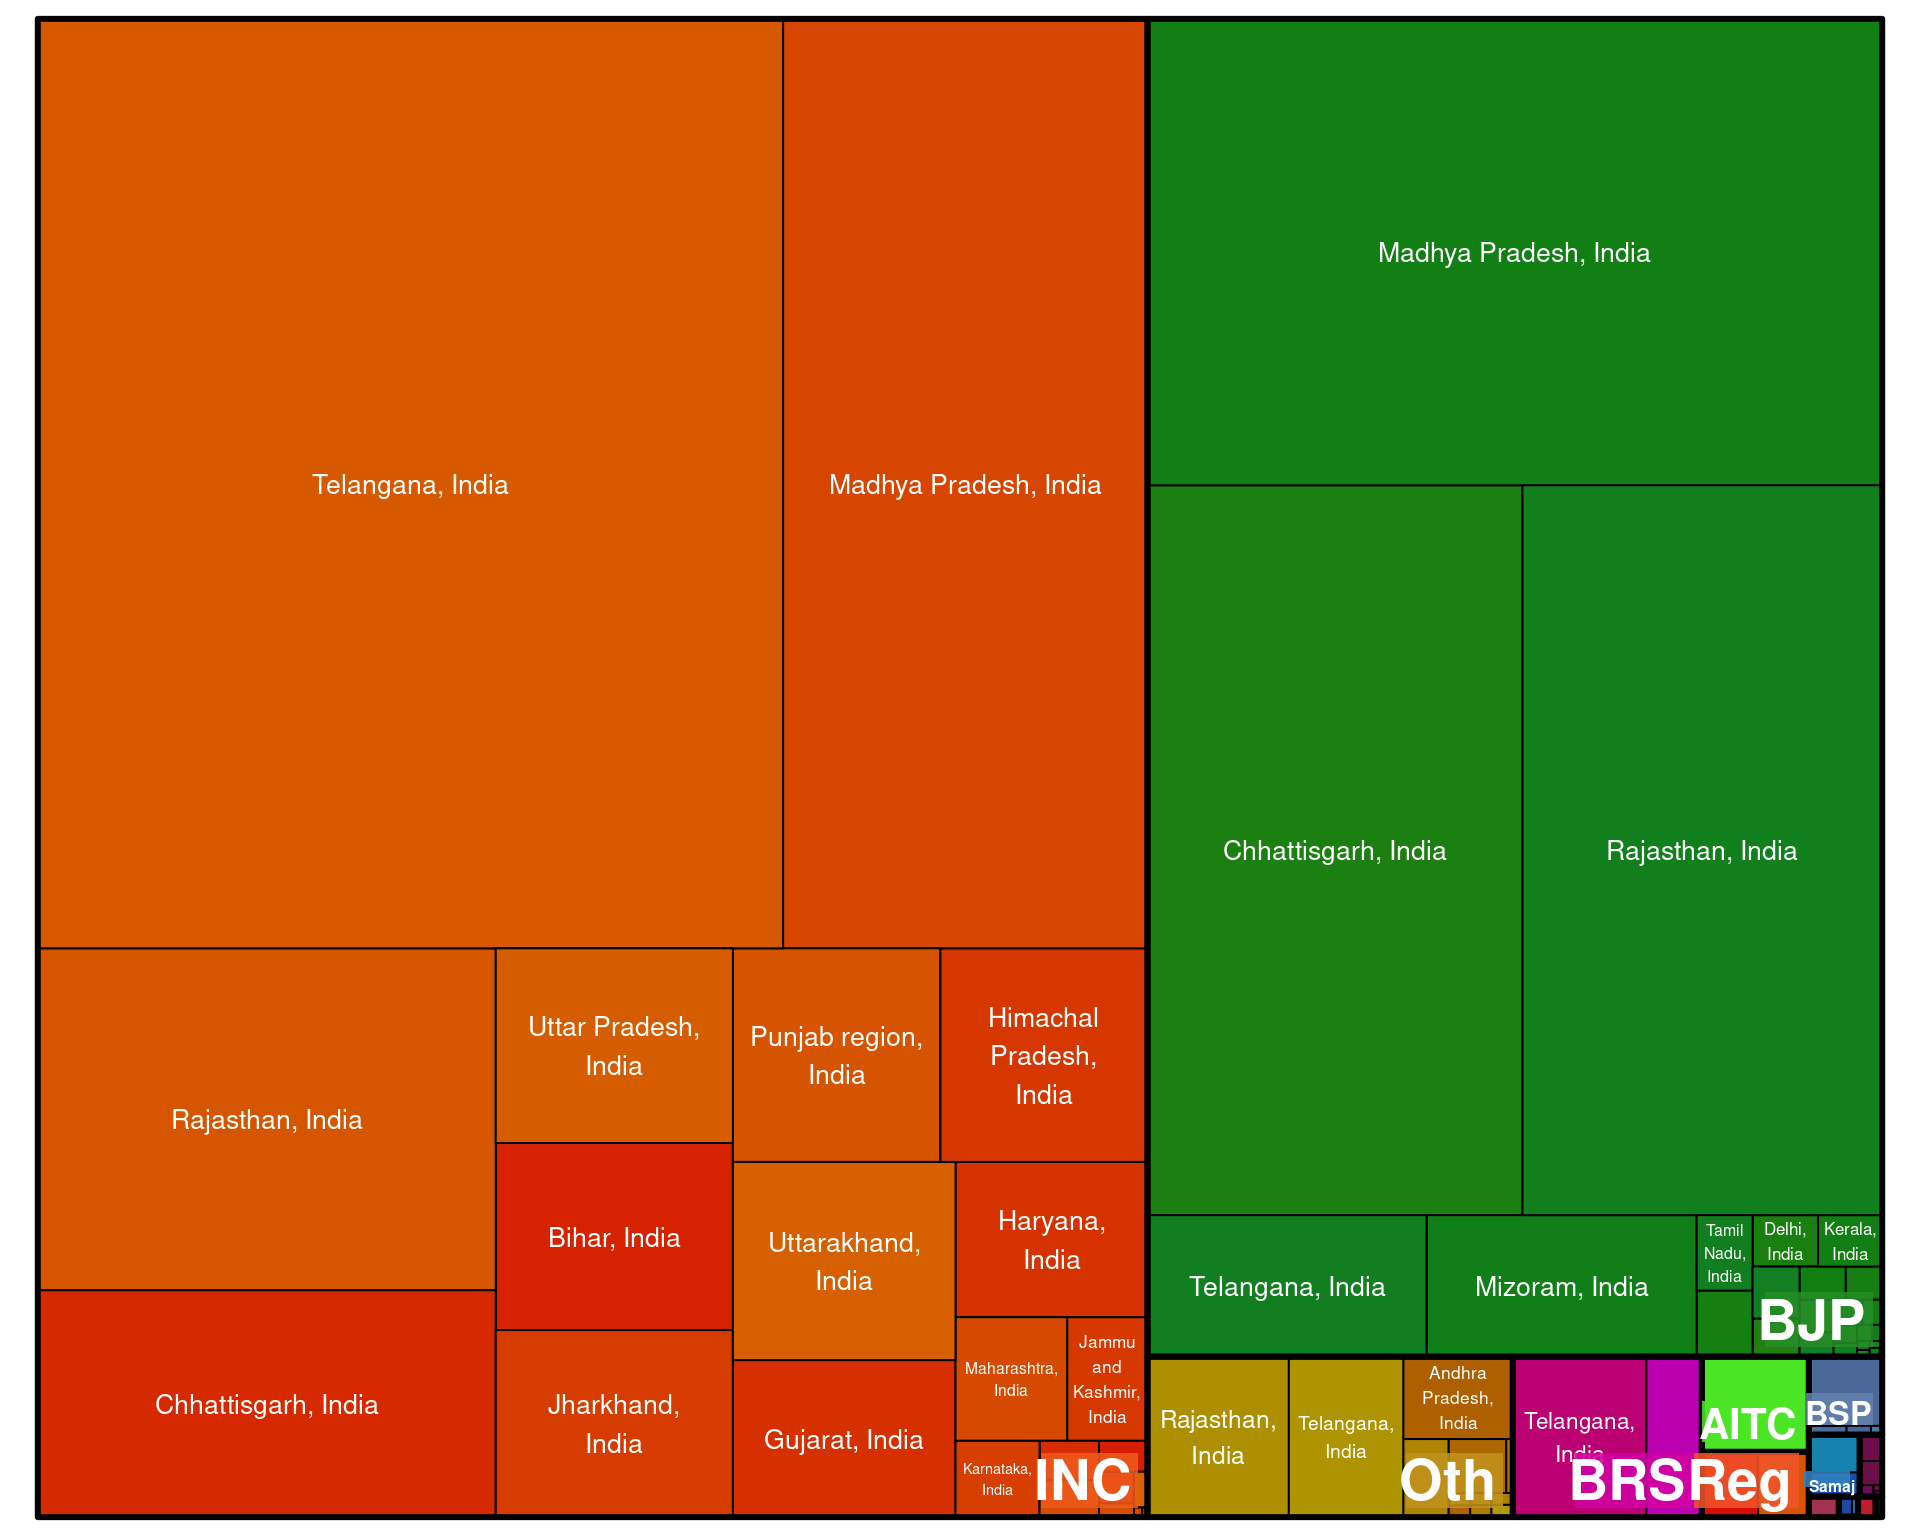 Telangana, India
Madhya Pradesh, India
Rajasthan, India
Chhattisgarh, India
Uttar Pradesh,
India
Bihar, India
Jharkhand,
India
Punjab region,
India
Himachal
Pradesh,
India
Uttarakhand,
India
Haryana,
India
Gujarat, India
Maharashtra,
India
Jammu
and
Kashmir,
India
Karnataka,
India
INC
Madhya Pradesh, India
Chhattisgarh, India
Rajasthan, India
Telangana, India
Mizoram, India
Tamil
Nadu,
India
Delhi,
India
Kerala,
India
BJP
Rajasthan,
India
Telangana,
India
Andhra
Pradesh,
India
Oth
Telangana,
India
BRS
Reg
AITC
BSP
Samaj